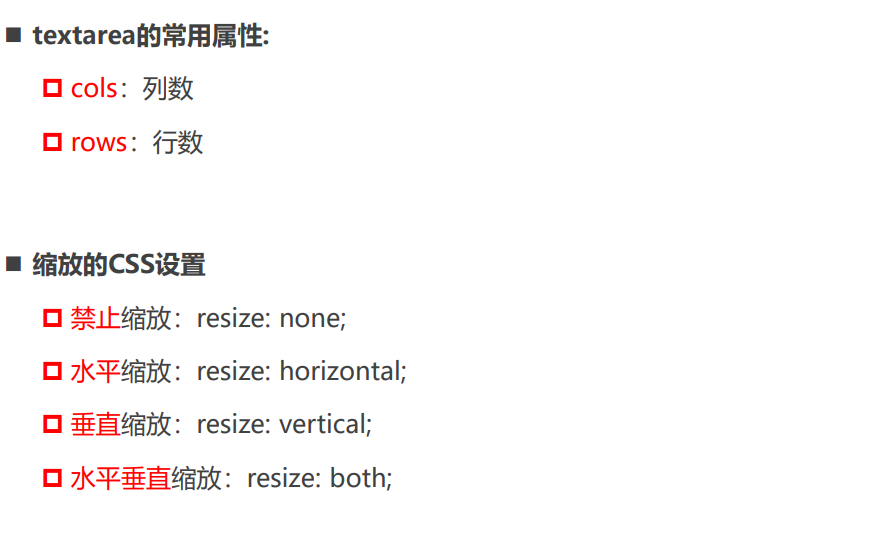 textarea的常用属性:
cols：列数
rows：行数
缩放的CSS设置
禁止缩放：resize: none;
水平缩放：resize: horizontal;
垂直缩放：resize: vertical;
水平垂直缩放：resize: both;